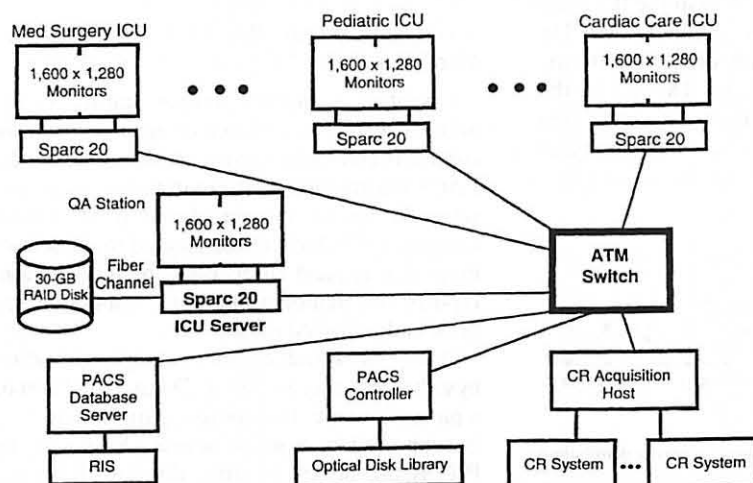 Med Surgery ICU
Pediatric ICU
Cardiac Care ICU
1,600 x 1,280
Monitors
1,600 x 1,280
Monitors
1,600 x 1,280
Monitors
Sparc 20
Sparc 20
Sparc 20
QA Station
1,600 x 1,280
Monitors
ATM
Switch
30-GB
RAID Disk
Fiber
Channel
Sparc 20
ICU Server
PACS
Database
Server
PACS
Controller
CR Acquisition
Host
RIS
Optical Disk Library
CR System
...
CR System